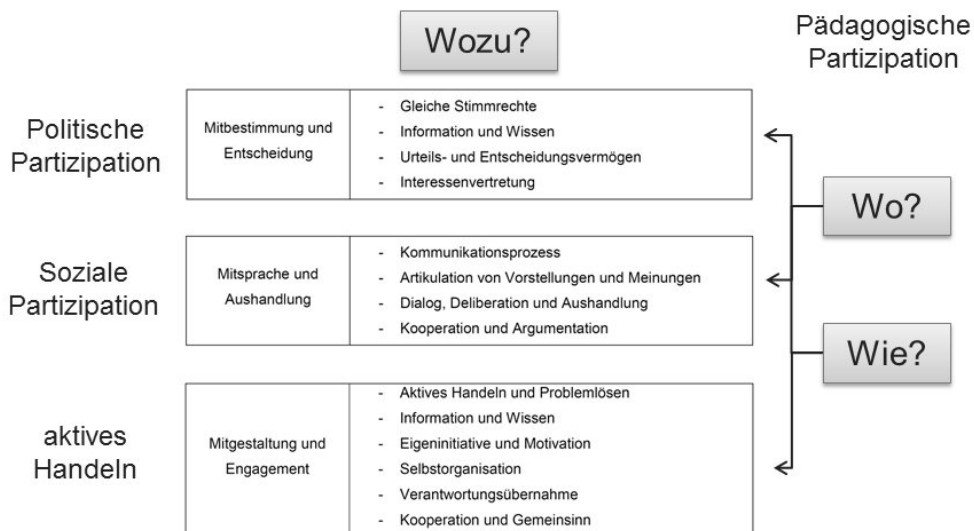 Wozu?
Pädagogische
Partizipation
Politische
Partizipation
Mitbestimmung und
Entscheidung
- Gleiche Stimmrechte
- Information und Wissen
- Urteils- und Entscheidungsvermögen
- Interessenvertretung
Wo?
Soziale
Partizipation
Mitsprache und
Aushandlung
- Kommunikationsprozess
- Artikulation von Vorstellungen und Meinungen
- Dialog, Deliberation und Aushandlung
- Kooperation und Argumentation
Wie?
aktives
Handeln
Mitgestaltung und
Engagement
- Aktives Handeln und Problemlösen
- Information und Wissen
- Eigeninitiative und Motivation
- Selbstorganisation
- Verantwortungsübernahme
- Kooperation und Gemeinsinn